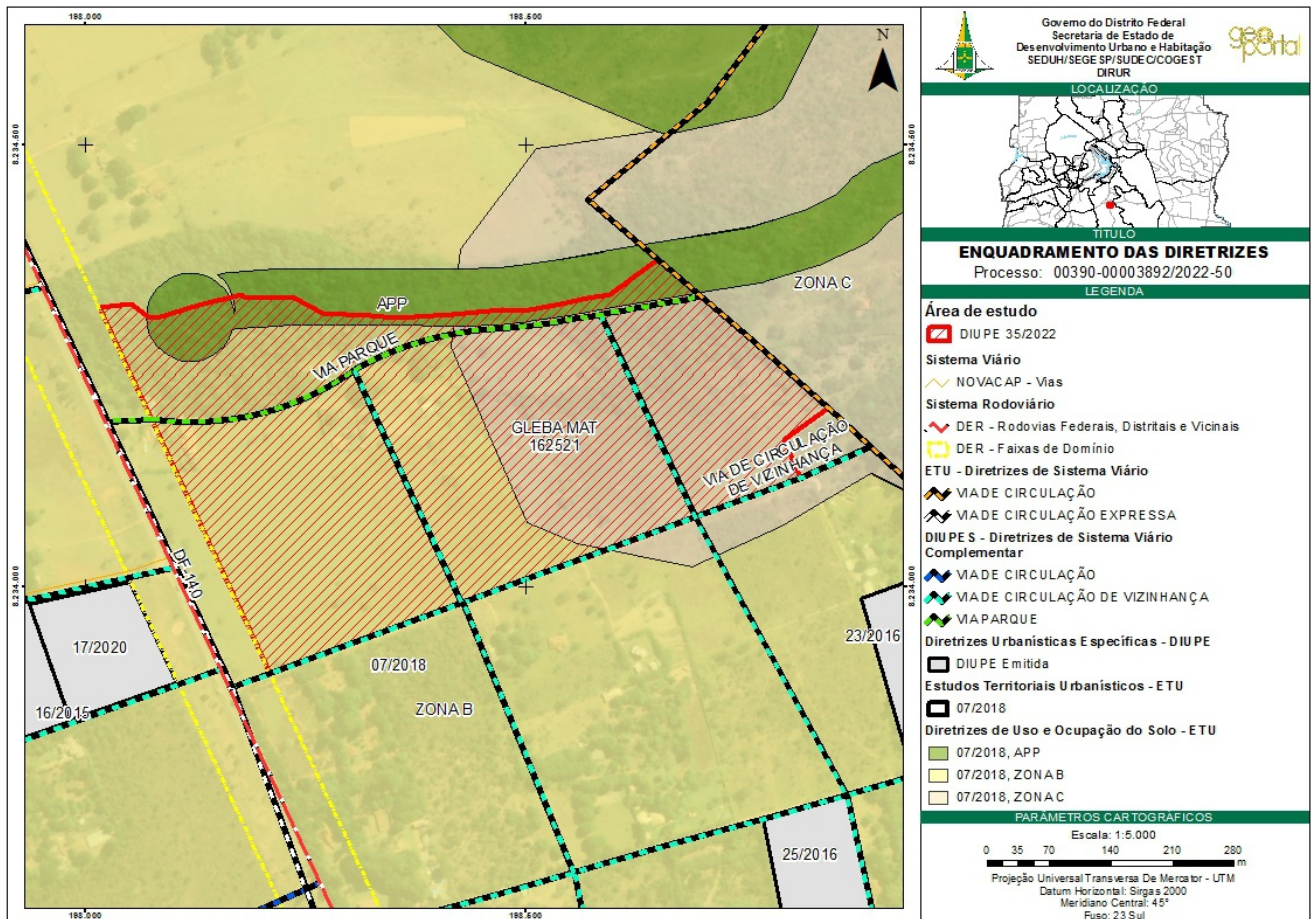 198.000
198.500
8.234.500
8.234.500
8.234.000
8.234.000
N
ZONA C
APP
VIA PARQUE
GLEBA MAT
162521
VIA DE CIRCULAÇÃO
DE VIZINHANÇA
DF-140
17/2020
16/2015
07/2018
23/2016
ZONA B
25/2016
198.000
198.500
Governo do Distrito Federal
Secretaria de Estado de
Desenvolvimento Urbano e Habitação
SEDUH/SEGESP/SUDEC/COGEST
DIRUR
geoportal
LOCALIZAÇÃO
TÍTULO
ENQUADRAMENTO DAS DIRETRIZES
Processo: 00390-00003892/2022-50
LEGENDA
Área de estudo
DIUPE 35/2022
Sistema Viário
NOVACAP - Vias
Sistema Rodoviário
DER - Rodovias Federais, Distritais e Vicinais
DER - Faixas de Domínio
ETU - Diretrizes de Sistema Viário
VIA DE CIRCULAÇÃO
VIA DE CIRCULAÇÃO EXPRESSA
DIUPES - Diretrizes de Sistema Viário
Complementar
VIA DE CIRCULAÇÃO
VIA DE CIRCULAÇÃO DE VIZINHANÇA
VIA PARQUE
Diretrizes Urbanísticas Específicas - DIUPE
DIUPE Emitida
Estudos Territoriais Urbanísticos - ETU
07/2018
Diretrizes de Uso e Ocupação do Solo - ETU
07/2018, APP
07/2018, ZONA B
07/2018, ZONA C
PARÂMETROS CARTOGRÁFICOS
Escala: 1:5.000
0 35 70 140 210 280
m
Projeção Universal Transversa De Mercator - UTM
Datum Horizontal: Sirgas 2000
Meridiano Central: 45°
Fuso: 23 Sul